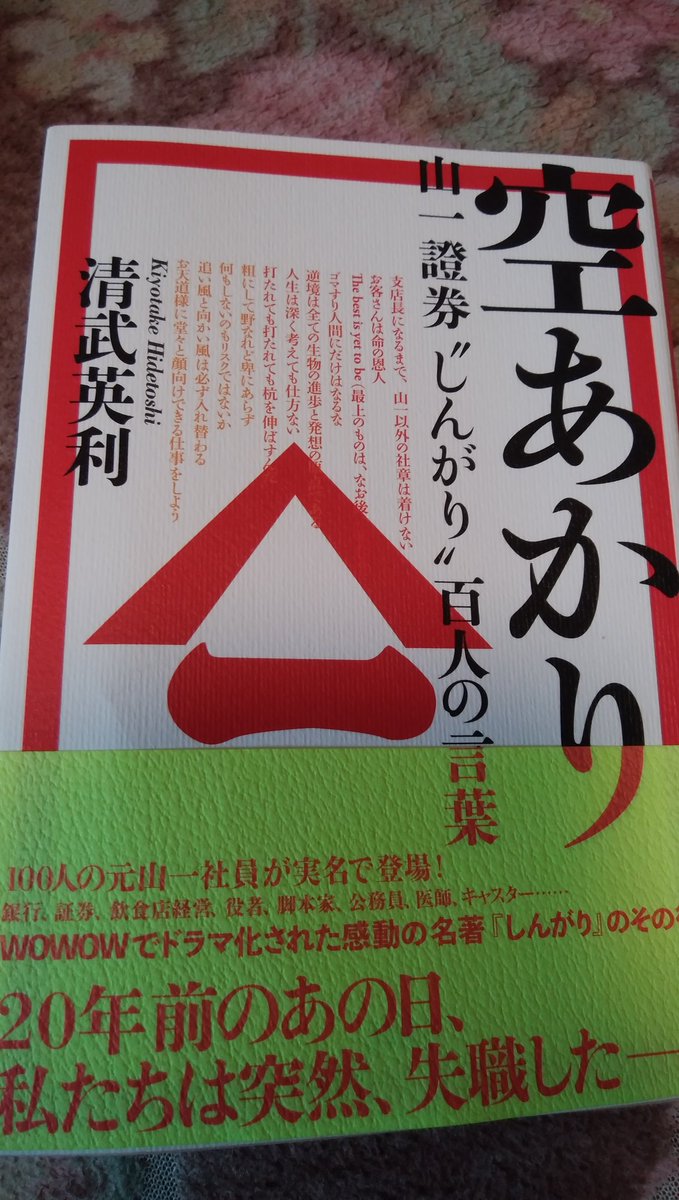 空あかり
山一證券〝しんがり〟百人の言葉
支店長になるまで、山一以外の社章は着けない
お客さんは命の恩人
The best is yet to be（最上のものは、なお後
ゴマすり人間にだけはなるな
逆境は全ての生物の進歩と発想の
人生は深く考えても仕方ない
打たれても打たれても杭を伸ばすんだ
粗にして野なれど卑にあらず
何もしないのもリスクではないか
追い風と向かい風は必ず入れ替わる
お天道様に堂々と顔向けできる仕事をしよう
Kiyotake Hidetoshi
清武英利
100人の元山一社員が実名で登場！
銀行、証券、飲食店経営、役者、脚本家、公務員、医師、キャスター……
WOWOWでドラマ化された感動の名著『しんがり』のその
20年前のあの日、
私たちは突然、失職した―